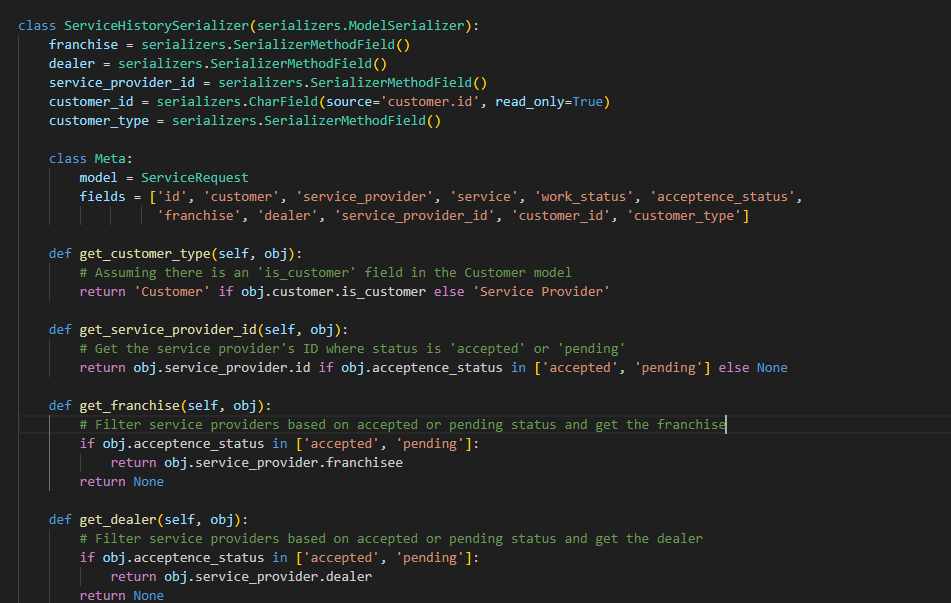 class ServiceHistorySerializer(serializers.ModelSerializer):
    franchise = serializers.SerializerMethodField()
    dealer = serializers.SerializerMethodField()
    service_provider_id = serializers.SerializerMethodField()
    customer_id = serializers.CharField(source='customer.id', read_only=True)
    customer_type = serializers.SerializerMethodField()

    class Meta:
        model = ServiceRequest
        fields = ['id', 'customer', 'service_provider', 'service', 'work_status', 'acceptence_status',
                  'franchise', 'dealer', 'service_provider_id', 'customer_id', 'customer_type']

    def get_customer_type(self, obj):
        # Assuming there is an 'is_customer' field in the Customer model
        return 'Customer' if obj.customer.is_customer else 'Service Provider'

    def get_service_provider_id(self, obj):
        # Get the service provider's ID where status is 'accepted' or 'pending'
        return obj.service_provider.id if obj.acceptence_status in ['accepted', 'pending'] else None

    def get_franchise(self, obj):
        # Filter service providers based on accepted or pending status and get the franchise
        if obj.acceptence_status in ['accepted', 'pending']:
            return obj.service_provider.franchisee
        return None

    def get_dealer(self, obj):
        # Filter service providers based on accepted or pending status and get the dealer
        if obj.acceptence_status in ['accepted', 'pending']:
            return obj.service_provider.dealer
        return None